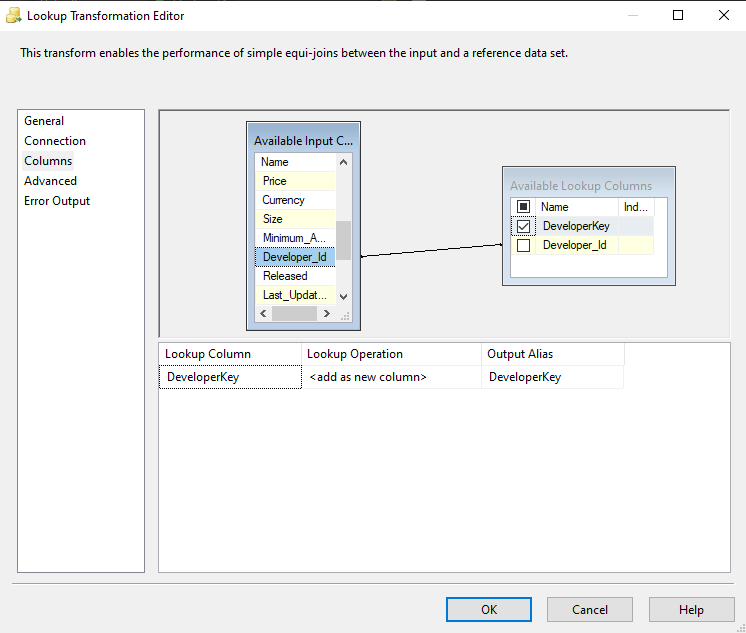 Lookup Transformation Editor
This transform enables the performance of simple equi-joins between the input and a reference data set.
General
Connection
Columns
Advanced
Error Output
Available Input C...
Name
Price
Currency
Size
Minimum_A...
Developer_Id
Released
Last_Updat...
Available Lookup Columns
Name Ind...
DeveloperKey
Developer_Id
Lookup Column Lookup Operation Output Alias
DeveloperKey <add as new column> DeveloperKey
OK Cancel Help